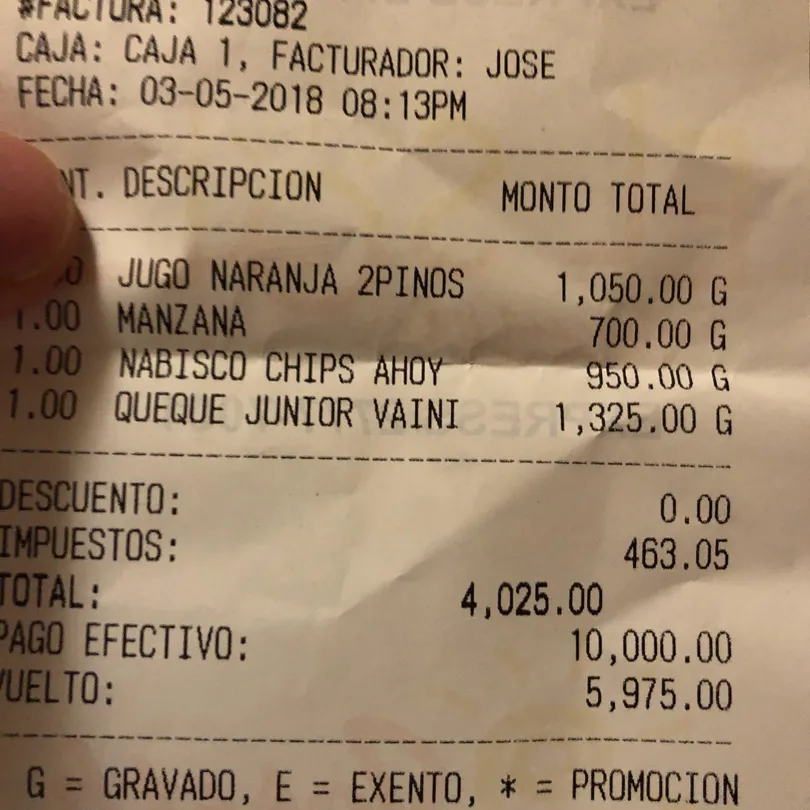 #FACTURA: 123082
CAJA: CAJA 1, FACTURADOR: JOSE
FECHA: 03-05-2018 08:13PM
NT. DESCRIPCION MONTO TOTAL
0 JUGO NARANJA 2PINOS 1,050.00 G
1.00 MANZANA 700.00 G
1.00 NABISCO CHIPS AHOY 950.00 G
1.00 QUEQUE JUNIOR VAINI 1,325.00 G
DESCUENTO: 0.00
IMPUESTOS: 463.05
TOTAL: 4,025.00
PAGO EFECTIVO: 10,000.00
VUELTO: 5,975.00
G = GRAVADO, E = EXENTO, * = PROMOCION